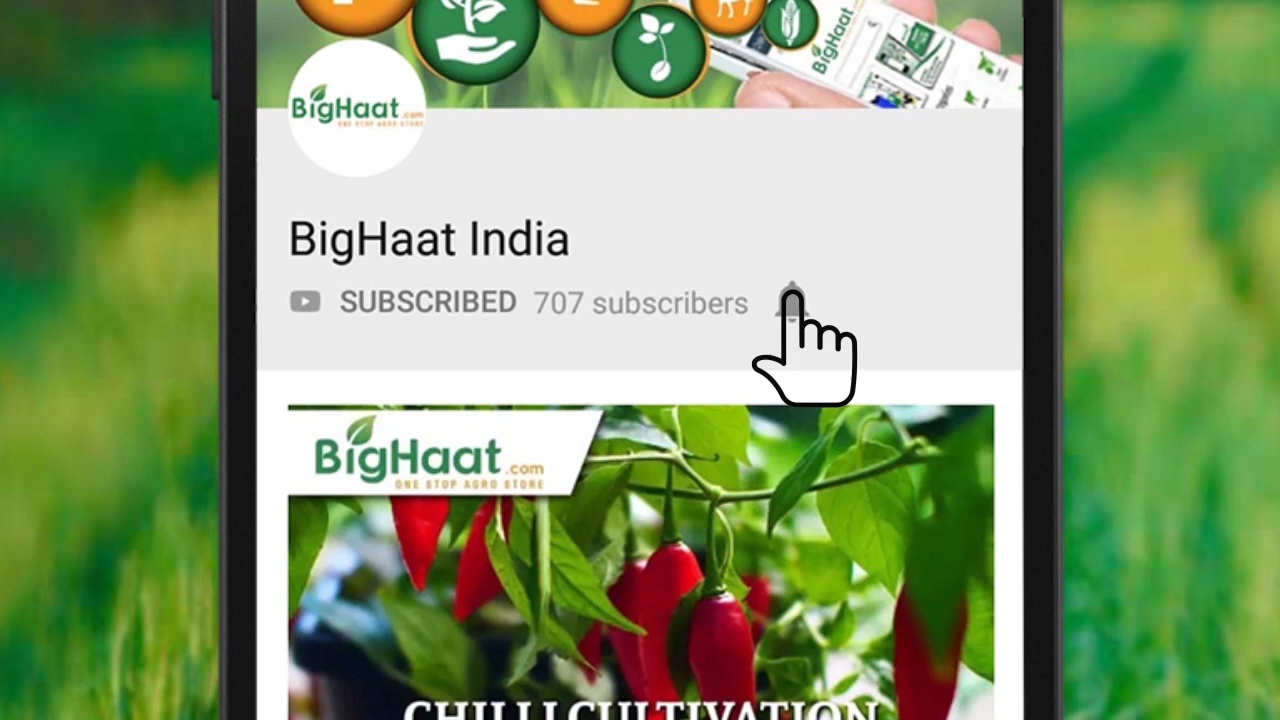 BigHaat
BigHaat.com
ONE STOP AGRO STORE
BigHaat India
SUBSCRIBED 707 subscribers
BigHaat.com
ONE STOP AGRO STORE
CHILLI CULTIVATION